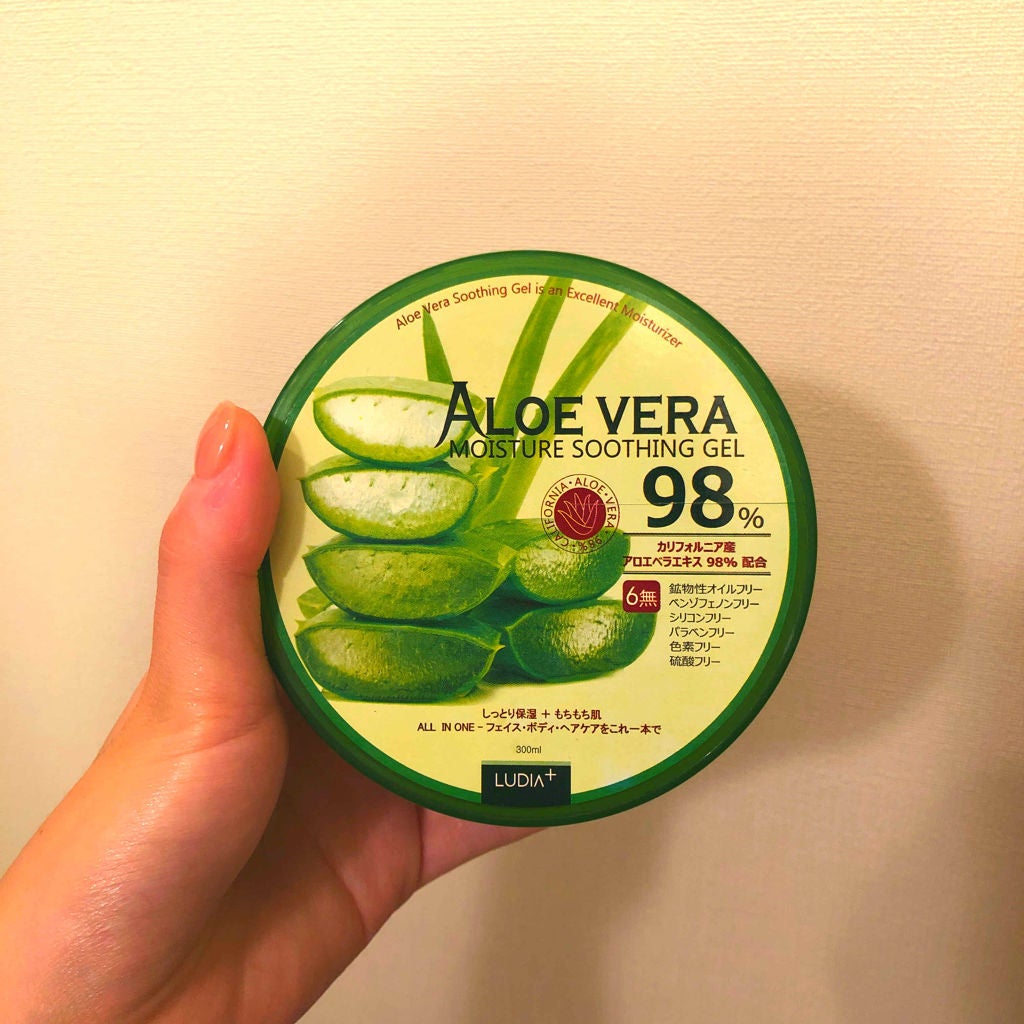 Aloe Vera Soothing Gel is an Excellent Moisturizer
ALOE VERA
MOISTURE SOOTHING GEL
98%
CALIFORNIA・ALOE・VERA・98%・
カリフォルニア産
アロエベラエキス 98% 配合
6無
鉱物性オイルフリー
ベンゾフェノンフリー
シリコンフリー
パラベンフリー
色素フリー
硫酸フリー
しっとり保湿 + もちもち肌
ALL IN ONE - フェイス・ボディ・ヘアケアをこれ一本で
300ml
LUDIA+